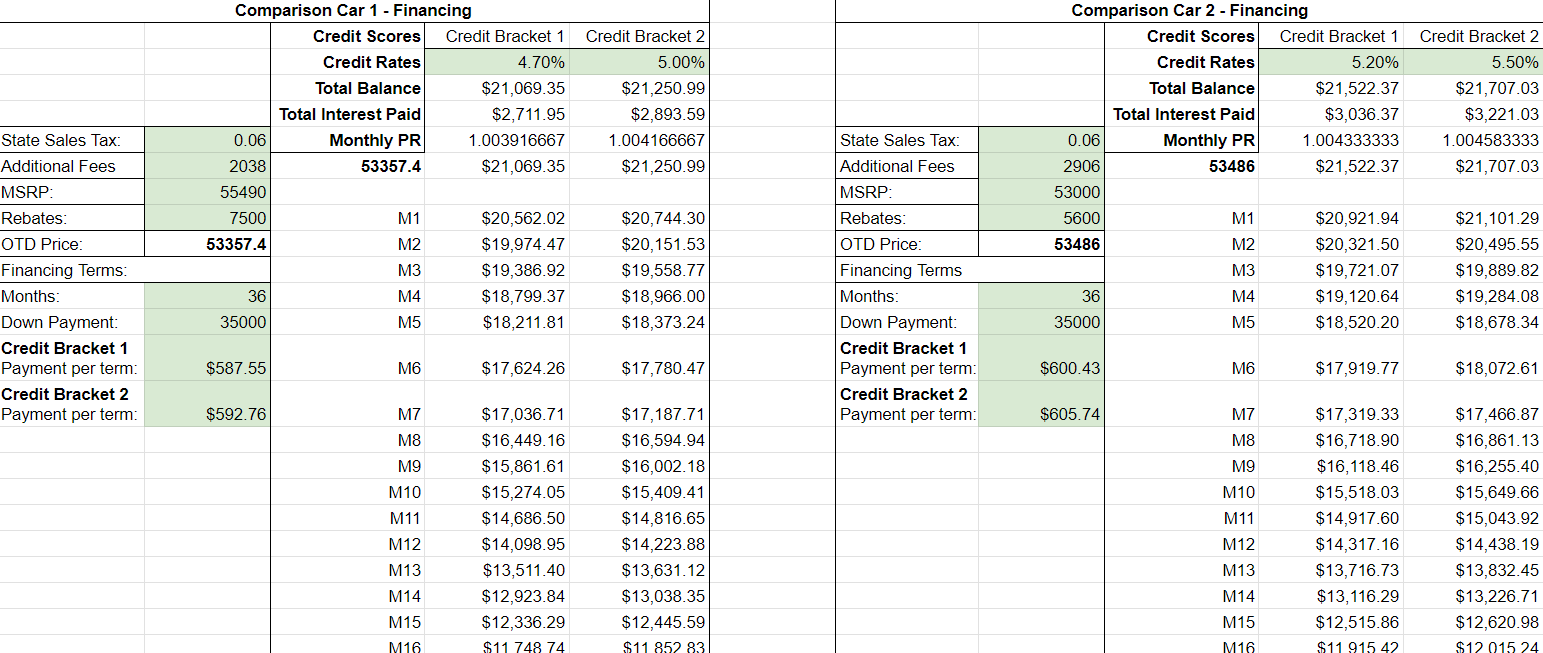 Comparison Car 1 - Financing Comparison Car 2 - Financing
Credit Scores Credit Bracket 1 Credit Bracket 2 Credit Scores Credit Bracket 1 Credit Bracket 2
Credit Rates 4.70% 5.00% Credit Rates 5.20% 5.50%
Total Balance $21,069.35 $21,250.99 Total Balance $21,522.37 $21,707.03
Total Interest Paid $2,711.95 $2,893.59 Total Interest Paid $3,036.37 $3,221.03
State Sales Tax: 0.06 Monthly PR 1.003916667 1.004166667 State Sales Tax: 0.06 Monthly PR 1.004333333 1.004583333
Additional Fees 2038 53357.4 $21,069.35 $21,250.99 Additional Fees 2906 53486 $21,522.37 $21,707.03
MSRP: 55490 MSRP: 53000
Rebates: 7500 M1 $20,562.02 $20,744.30 Rebates: 5600 M1 $20,921.94 $21,101.29
OTD Price: 53357.4 M2 $19,974.47 $20,151.53 OTD Price: 53486 M2 $20,321.50 $20,495.55
Financing Terms: M3 $19,386.92 $19,558.77 Financing Terms M3 $19,721.07 $19,889.82
Months: 36 M4 $18,799.37 $18,966.00 Months: 36 M4 $19,120.64 $19,284.08
Down Payment: 35000 M5 $18,211.81 $18,373.24 Down Payment: 35000 M5 $18,520.20 $18,678.34
Credit Bracket 1 Credit Bracket 1
Payment per term: $587.55 M6 $17,624.26 $17,780.47 Payment per term: $600.43 M6 $17,919.77 $18,072.61
Credit Bracket 2 Credit Bracket 2
Payment per term: $592.76 M7 $17,036.71 $17,187.71 Payment per term: $605.74 M7 $17,319.33 $17,466.87
M8 $16,449.16 $16,594.94 M8 $16,718.90 $16,861.13
M9 $15,861.61 $16,002.18 M9 $16,118.46 $16,255.40
M10 $15,274.05 $15,409.41 M10 $15,518.03 $15,649.66
M11 $14,686.50 $14,816.65 M11 $14,917.60 $15,043.92
M12 $14,098.95 $14,223.88 M12 $14,317.16 $14,438.19
M13 $13,511.40 $13,631.12 M13 $13,716.73 $13,832.45
M14 $12,923.84 $13,038.35 M14 $13,116.29 $13,226.71
M15 $12,336.29 $12,445.59 M15 $12,515.86 $12,620.98
M16 $11,748.74 $11,852.83 M16 $11,915.42 $12,015.24